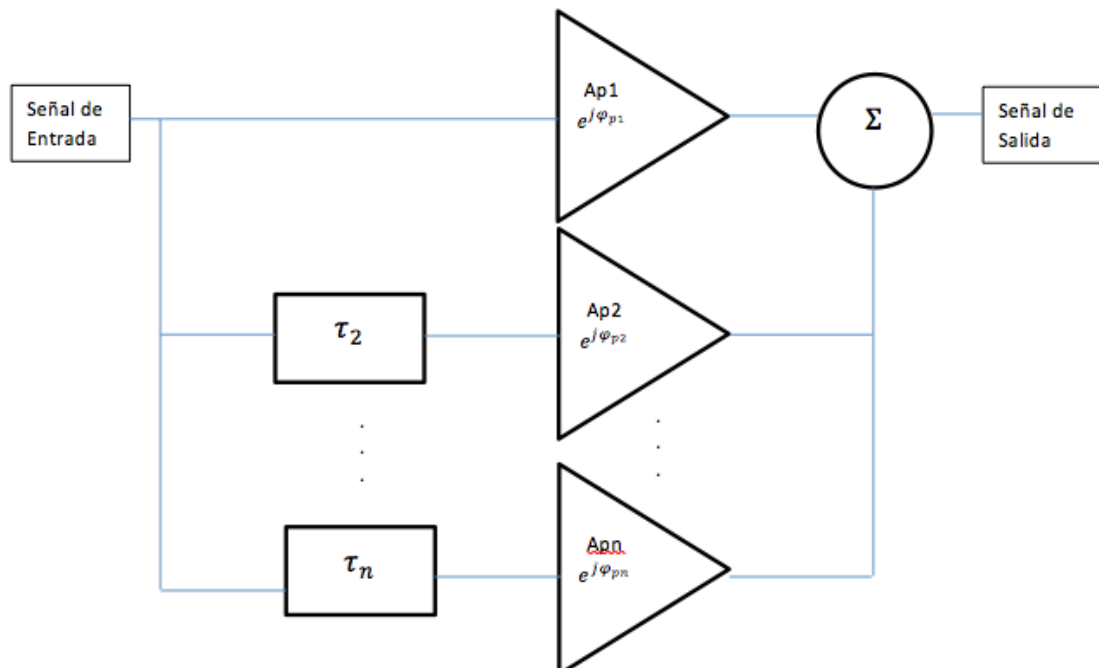 Señal de
Entrada
Ap1
e^{jφ_{p1}}
Σ
Señal de
Salida
τ_2
Ap2
e^{jφ_{p2}}
τ_n
Apn
e^{jφ_{pn}}